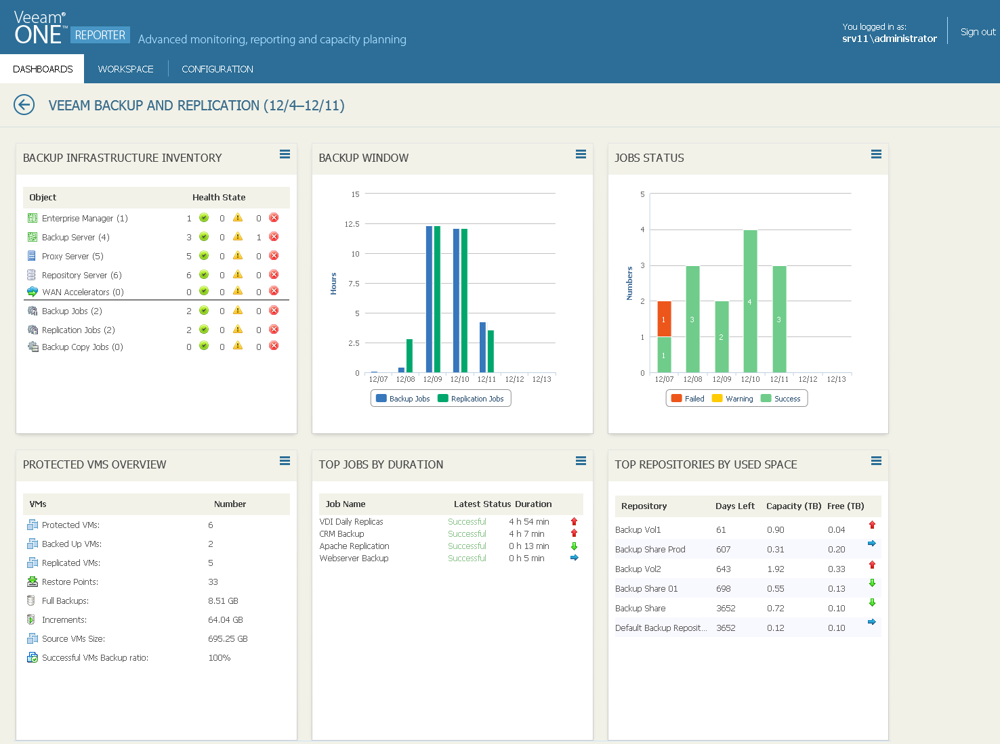 Veeam®
ONE™ REPORTER Advanced monitoring, reporting and capacity planning
You logged in as:
srv11\administrator
Sign out
DASHBOARDS WORKSPACE CONFIGURATION
VEEAM BACKUP AND REPLICATION (12/4–12/11)
BACKUP INFRASTRUCTURE INVENTORY
Object Health State
Enterprise Manager (1) 1 0 0
Backup Server (4) 3 0 1
Proxy Server (5) 5 0 0
Repository Server (6) 6 0 0
WAN Accelerators (0) 0 0 0
Backup Jobs (2) 2 0 0
Replication Jobs (2) 2 0 0
Backup Copy Jobs (0) 0 0 0
BACKUP WINDOW
Hours
15
12.5
10
7.5
5
2.5
0
12/07 12/08 12/09 12/10 12/11 12/12 12/13
Backup Jobs Replication Jobs
JOBS STATUS
Numbers
5
4
3
2
1
0
1
1
3
2
4
3
12/07 12/08 12/09 12/10 12/11 12/12 12/13
Failed Warning Success
PROTECTED VMS OVERVIEW
VMs Number
Protected VMs: 6
Backed Up VMs: 2
Replicated VMs: 5
Restore Points: 33
Full Backups: 8.51 GB
Increments: 64.04 GB
Source VMs Size: 695.25 GB
Successful VMs Backup ratio: 100%
TOP JOBS BY DURATION
Job Name Latest Status Duration
VDI Daily Replicas Successful 4 h 54 min
CRM Backup Successful 4 h 7 min
Apache Replication Successful 0 h 13 min
Webserver Backup Successful 0 h 5 min
TOP REPOSITORIES BY USED SPACE
Repository Days Left Capacity (TB) Free (TB)
Backup Vol1 61 0.90 0.04
Backup Share Prod 607 0.31 0.20
Backup Vol2 643 1.92 0.33
Backup Share 01 698 0.55 0.13
Backup Share 3652 0.72 0.10
Default Backup Reposit... 3652 0.12 0.10